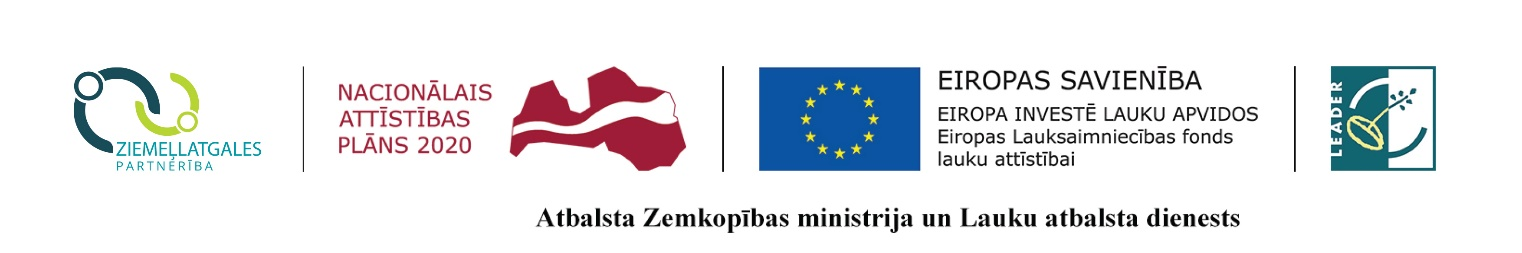 ZIEMEĻLATGALES
PARTNERĪBA
NACIONĀLAIS
ATTĪSTĪBAS
PLĀNS 2020
EIROPAS SAVIENĪBA
EIROPA INVESTĒ LAUKU APVIDOS
Eiropas Lauksaimniecības fonds
lauku attīstībai
LEADER
Atbalsta Zemkopības ministrija un Lauku atbalsta dienests